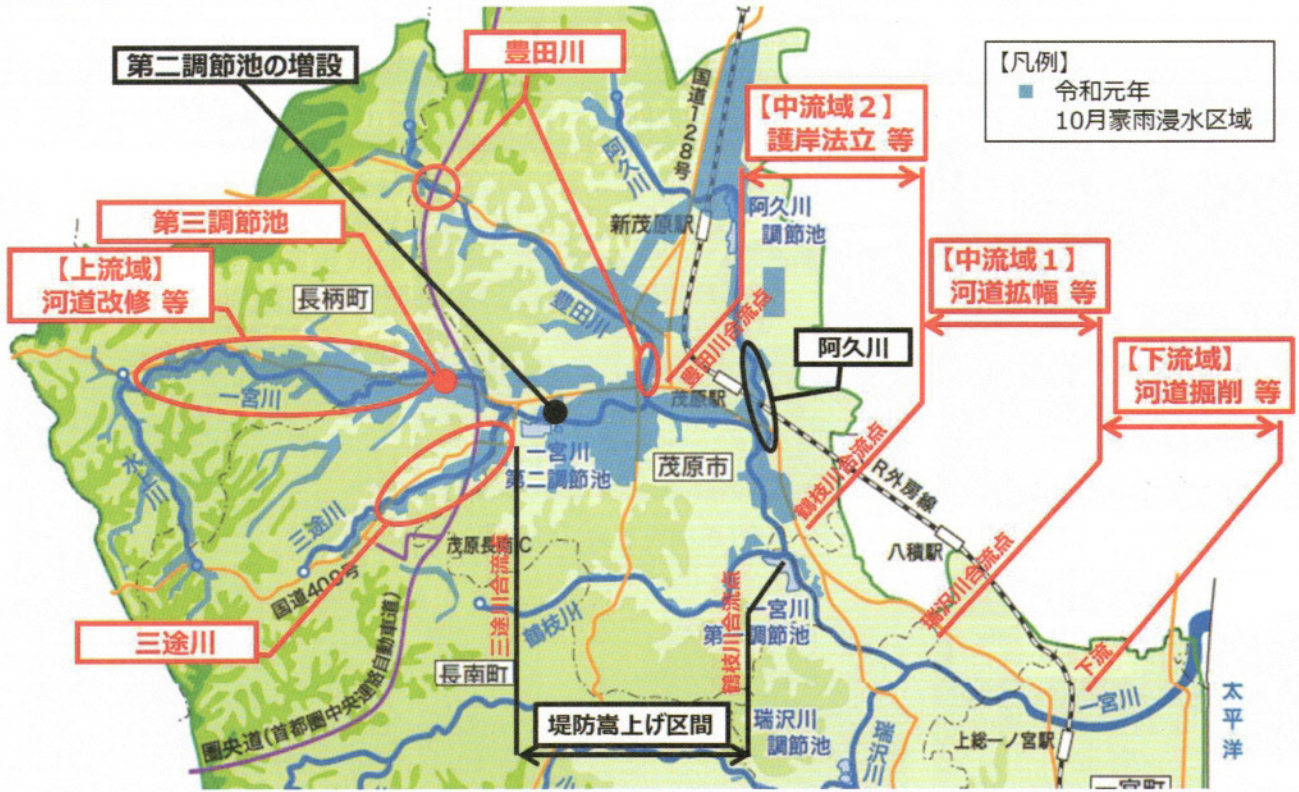 第二調節池の増設
豊田川
【凡例】
令和元年
10月豪雨浸水区域
国道128号
【中流域2】
護岸法立 等
阿久川
第三調節池
新茂原駅
阿久川
調節池
【上流域】
河道改修 等
長柄町
【中流域1】
河道拡幅 等
豊田川
豊田川合流点
阿久川
【下流域】
河道掘削 等
一宮川
茂原駅
一宮川
第二調節池
茂原市
鶴枝川合流点
R外房線
水上川
三途川
茂原長南IC
八積駅
国道409号
三途川合流点
瑞沢川合流点
鶴枝川
鶴枝川合流点
一宮川
第一調節池
三途川
長南町
下流
圏央道(首都圏中央連絡自動車道)
堤防嵩上げ区間
瑞沢川
調節池
瑞沢川
一宮川
上総一ノ宮駅
太平洋
一宮町